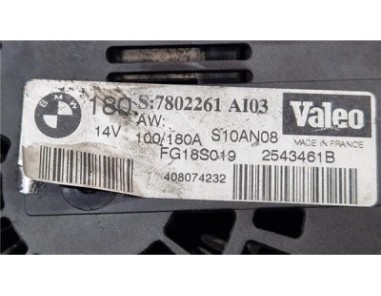 BMW
180 S:7802261 AI03
AW:
14V 100/180A S10AN08
FG18S019 2543461B
408074232
Valeo
MADE IN FRANCE